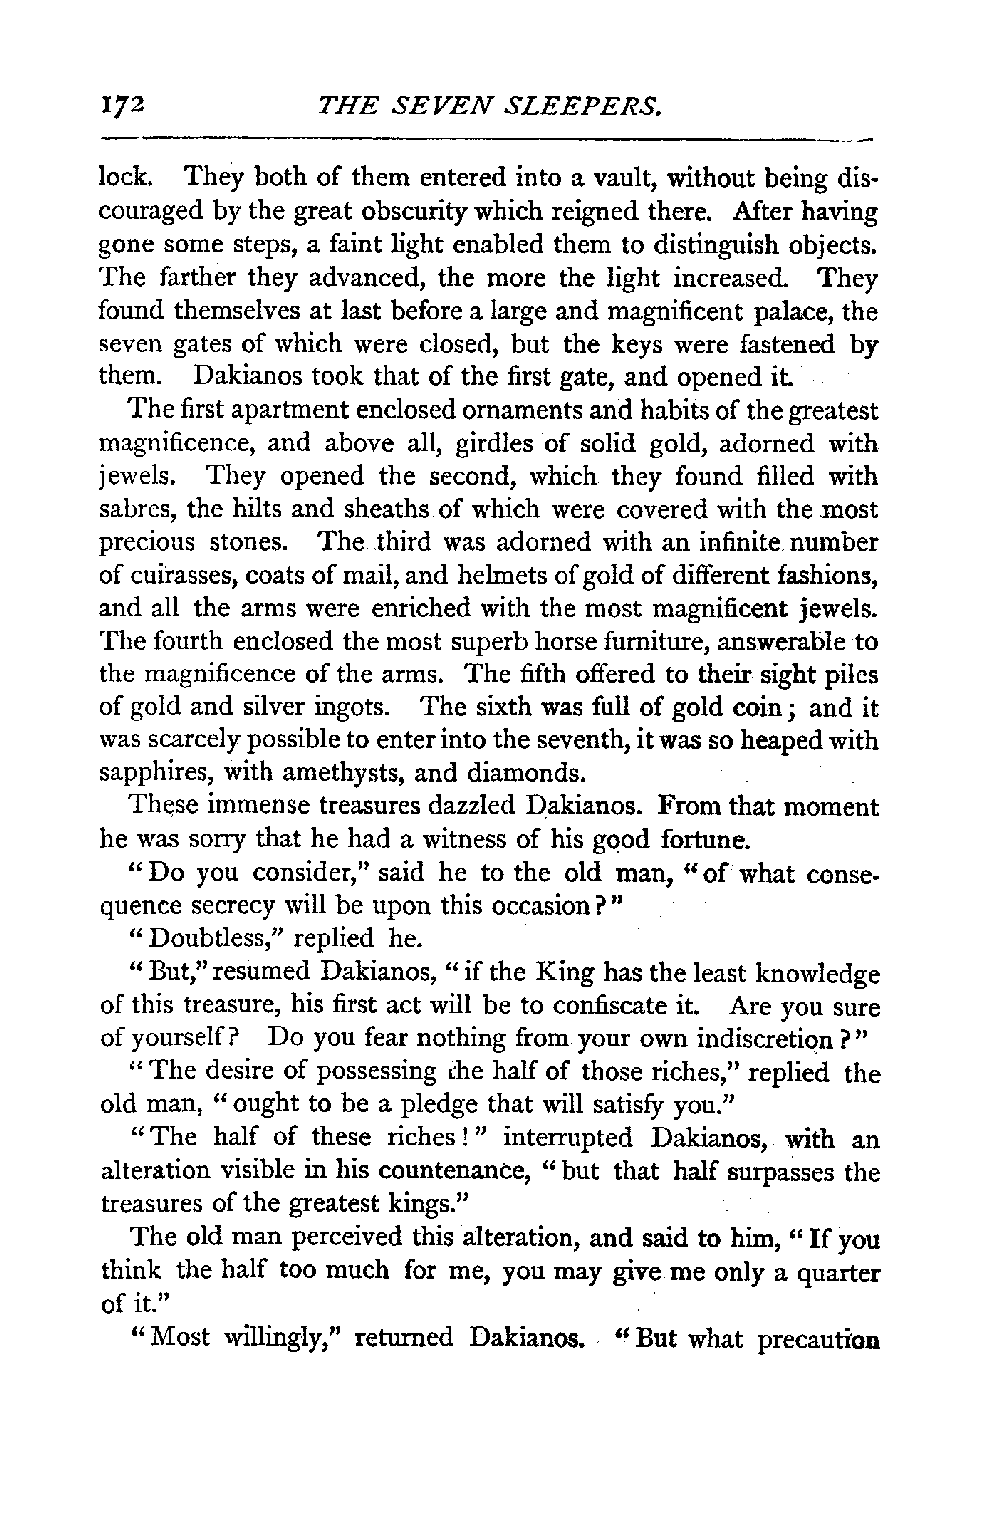 172 THE SEVEN SLEEPERS.
lock. They both of them entered into a vault, without being dis-
couraged by the great obscurity which reigned there. After having
gone some steps, a faint light enabled them to distinguish objects.
The farther they advanced, the more the light increased. They
found themselves at last before a large and magnificent palace, the
seven gates of which were closed, but the keys were fastened by
them. Dakianos took that of the first gate, and opened it.
The first apartment enclosed ornaments and habits of the greatest
magnificence, and above all, girdles of solid gold, adorned with
jewels. They opened the second, which they found filled with
sabres, the hilts and sheaths of which were covered with the most
precious stones. The third was adorned with an infinite number
of cuirasses, coats of mail, and helmets of gold of different fashions,
and all the arms were enriched with the most magnificent jewels.
The fourth enclosed the most superb horse furniture, answerable to
the magnificence of the arms. The fifth offered to their sight piles
of gold and silver ingots. The sixth was full of gold coin; and it
was scarcely possible to enter into the seventh, it was so heaped with
sapphires, with amethysts, and diamonds.
These immense treasures dazzled Dakianos. From that moment
he was sorry that he had a witness of his good fortune.
"Do you consider," said he to the old man, "of what conse-
quence secrecy will be upon this occasion?"
"Doubtless," replied he.
"But," resumed Dakianos, "if the King has the least knowledge
of this treasure, his first act will be to confiscate it. Are you sure
of yourself? Do you fear nothing from your own indiscretion?"
"The desire of possessing the half of those riches," replied the
old man, "ought to be a pledge that will satisfy you."
"The half of these riches!" interrupted Dakianos, with an
alteration visible in his countenance, "but that half surpasses the
treasures of the greatest kings."
The old man perceived this alteration, and said to him, "If you
think the half too much for me, you may give me only a quarter
of it."
"Most willingly," returned Dakianos. "But what precaution